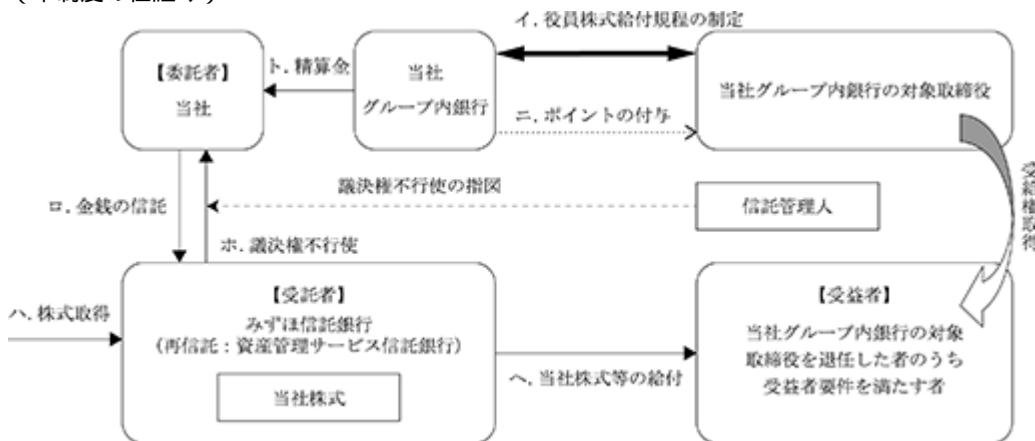 イ．役員株式給付規程の制定
【委託者】
当社
ト．精算金
当社
グループ内銀行
当社グループ内銀行の対象取締役
ニ．ポイントの付与
議決権不行使の指図
信託管理人
受益権取得
ロ．金銭の信託
ホ．議決権不行使
ハ．株式取得
【受託者】
みずほ信託銀行
（再信託：資産管理サービス信託銀行）
当社株式
ヘ．当社株式等の給付
【受益者】
当社グループ内銀行の対象
取締役を退任した者のうち
受益者要件を満たす者